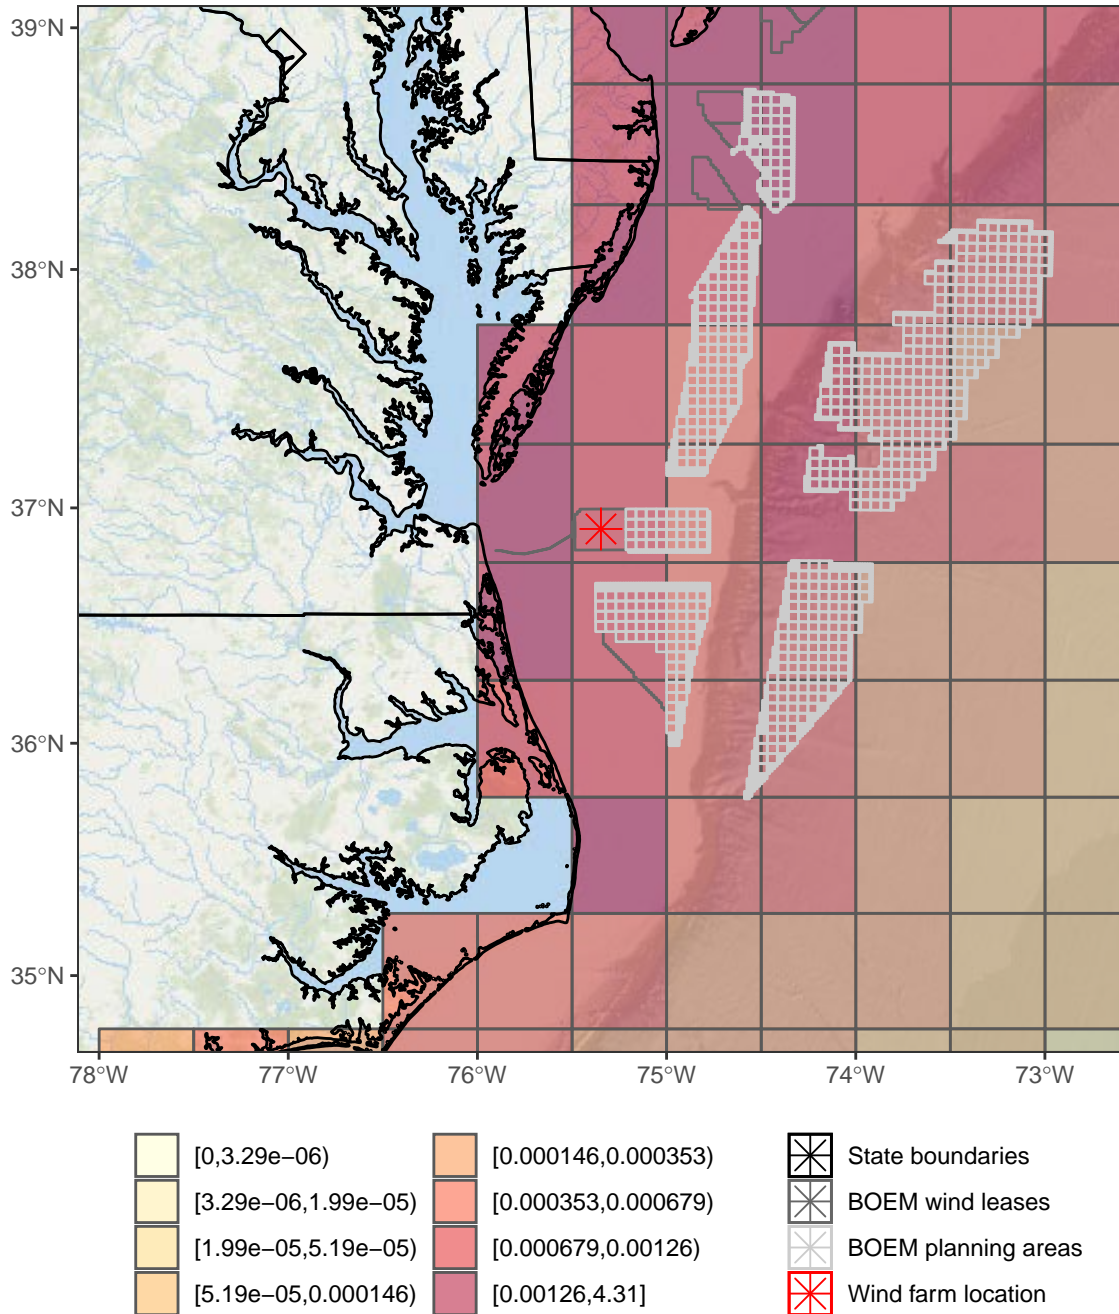 39°N
38°N
37°N
36°N
35°N
78°W 77°W 76°W 75°W 74°W 73°W
[0,3.29e−06) [0.000146,0.000353) State boundaries
[3.29e−06,1.99e−05) [0.000353,0.000679) BOEM wind leases
[1.99e−05,5.19e−05) [0.000679,0.00126) BOEM planning areas
[5.19e−05,0.000146) [0.00126,4.31] Wind farm location